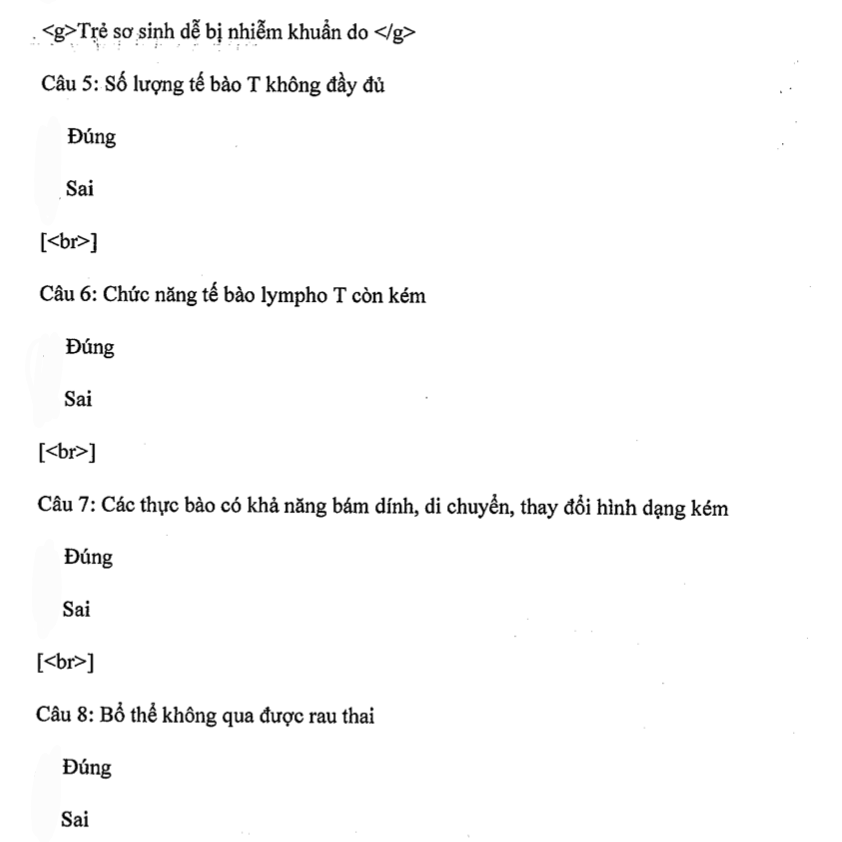 <g>Trẻ sơ sinh dễ bị nhiễm khuẩn do </g>
Câu 5: Số lượng tế bào T không đầy đủ
Đúng
Sai
[<br>]
Câu 6: Chức năng tế bào lympho T còn kém
Đúng
Sai
[<br>]
Câu 7: Các thực bào có khả năng bám dính, di chuyển, thay đổi hình dạng kém
Đúng
Sai
[<br>]
Câu 8: Bổ thể không qua được rau thai
Đúng
Sai